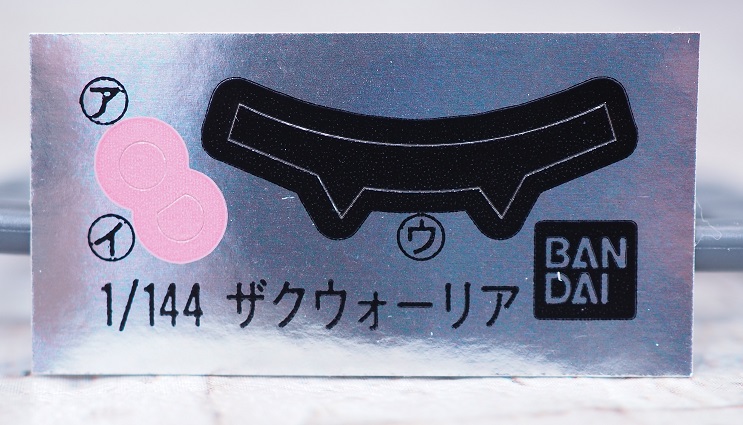 ア
イ
ウ
1/144 ザクウォーリア
BAN
DAI